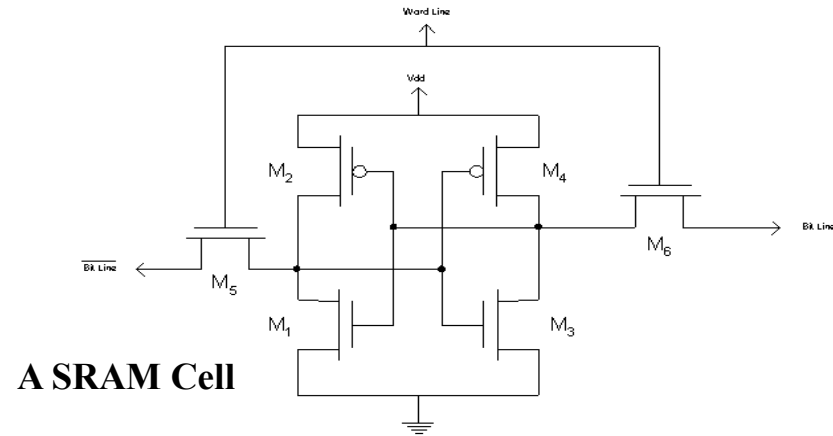 Word Line
Vdd
M2
M4
Bit Line
M6
Bit Line
M5
M1
M3
A SRAM Cell